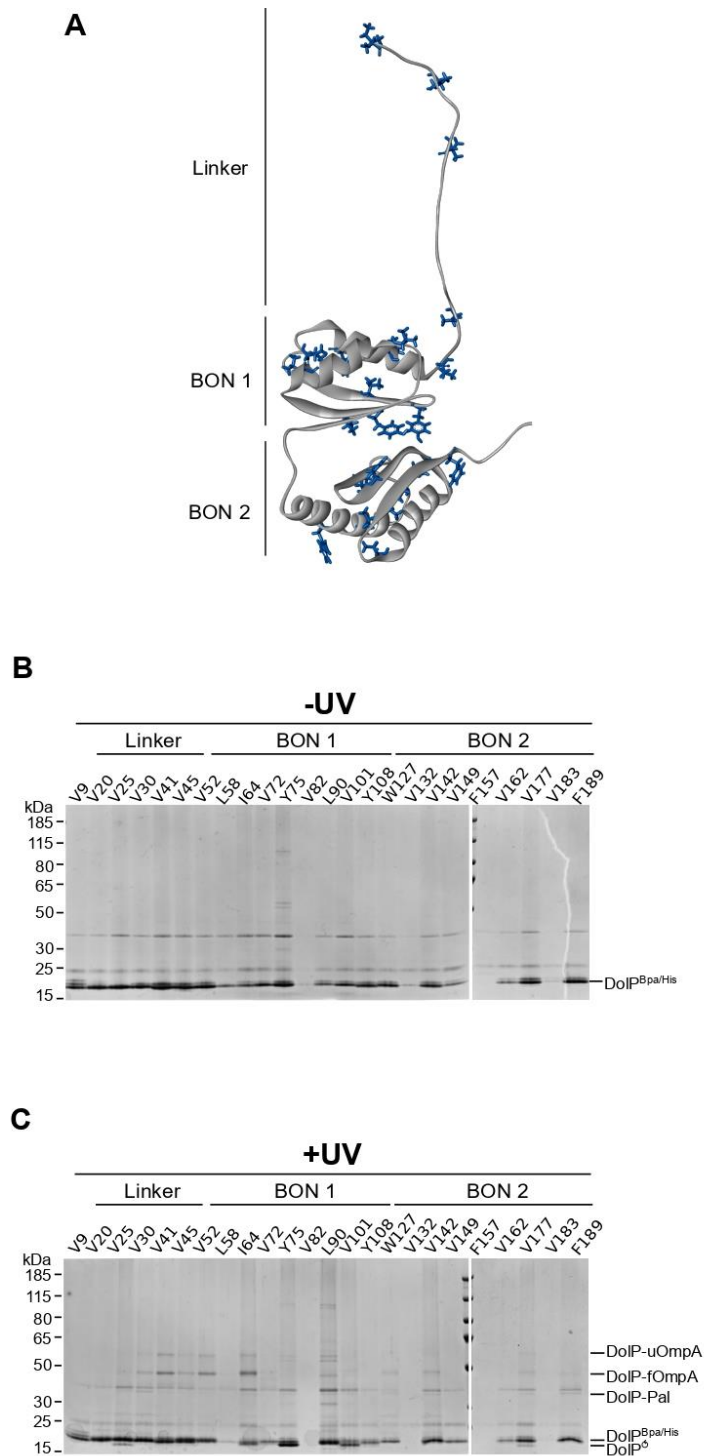 A
Linker
BON 1
BON 2
B
-UV
Linker BON 1 BON 2
V9 V20 V25 V30 V41 V45 V52 L58 I64 V72 Y75 V82 L90 V101 Y108 W127 V132 V142 V149 F157 V162 V177 V183 F189
kDa
185
115
80
65
50
30
25
15
DolPBpa/His
C
+UV
Linker BON 1 BON 2
V9 V20 V25 V30 V41 V45 V52 L58 I64 V72 Y75 V82 L90 V101 Y108 W127 V132 V142 V149 F157 V162 V177 V183 F189
kDa
185
115
80
65
50
30
25
15
DolP-uOmpA
DolP-fOmpA
DolP-Pal
DolPBpa/His
DolP